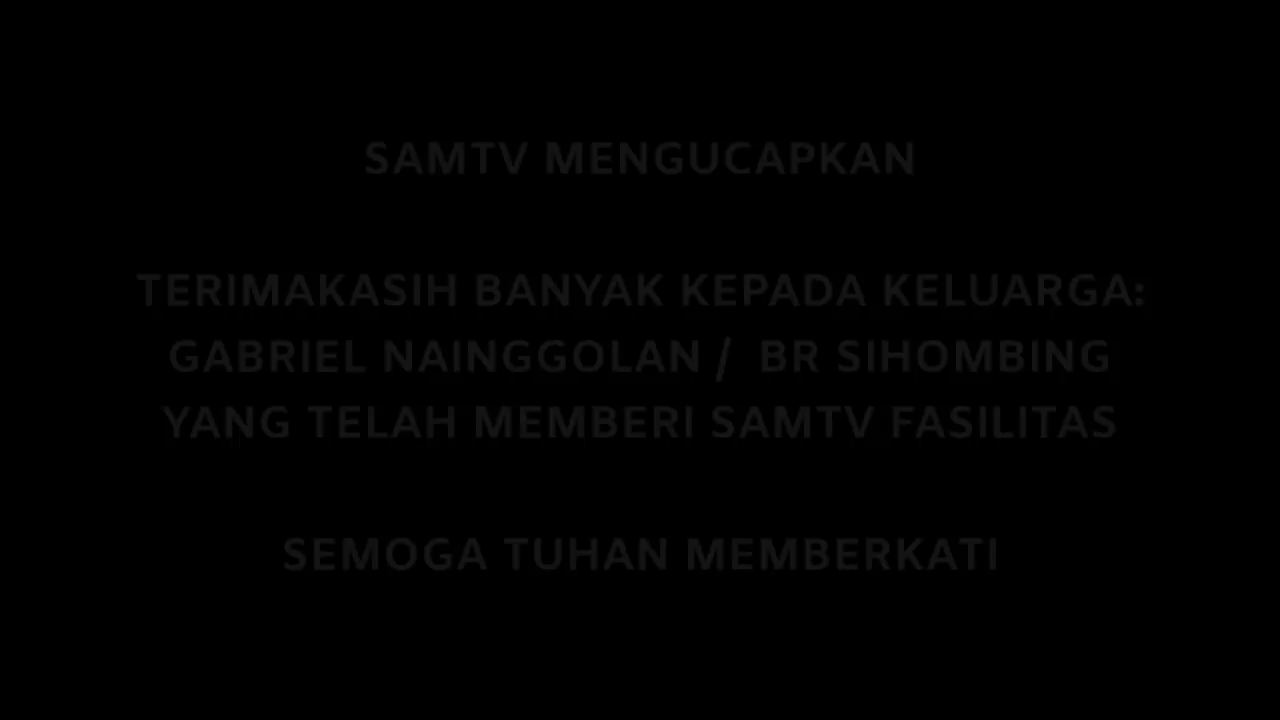 SAMTV MENGUCAPKAN
TERIMAKASIH BANYAK KEPADA KELUARGA:
GABRIEL NAINGGOLAN / BR SIHOMBING
YANG TELAH MEMBERI SAMTV FASILITAS
SEMOGA TUHAN MEMBERKATI